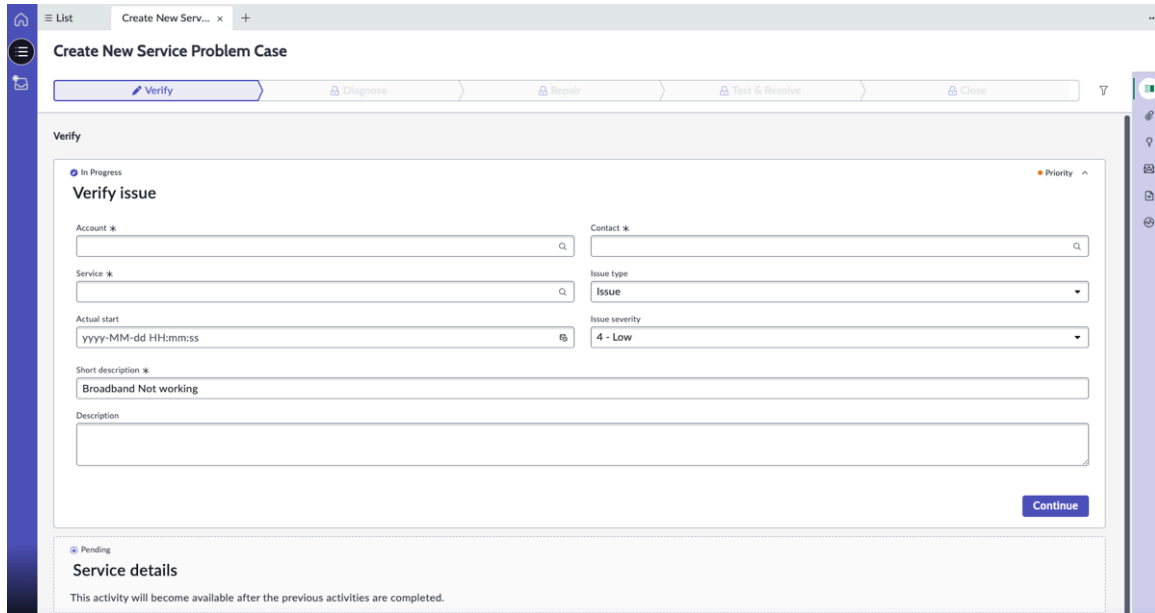 List
Create New Serv... × +
Create New Service Problem Case
Verify
Diagnose
Repair
Test & Resolve
Close
Verify
In Progress
Priority
Verify issue
Account *
Contact *
Service *
Issue type
Issue
Actual start
Issue severity
yyyy-MM-dd HH:mm:ss
4 - Low
Short description *
Broadband Not working
Description
Continue
Pending
Service details
This activity will become available after the previous activities are completed.